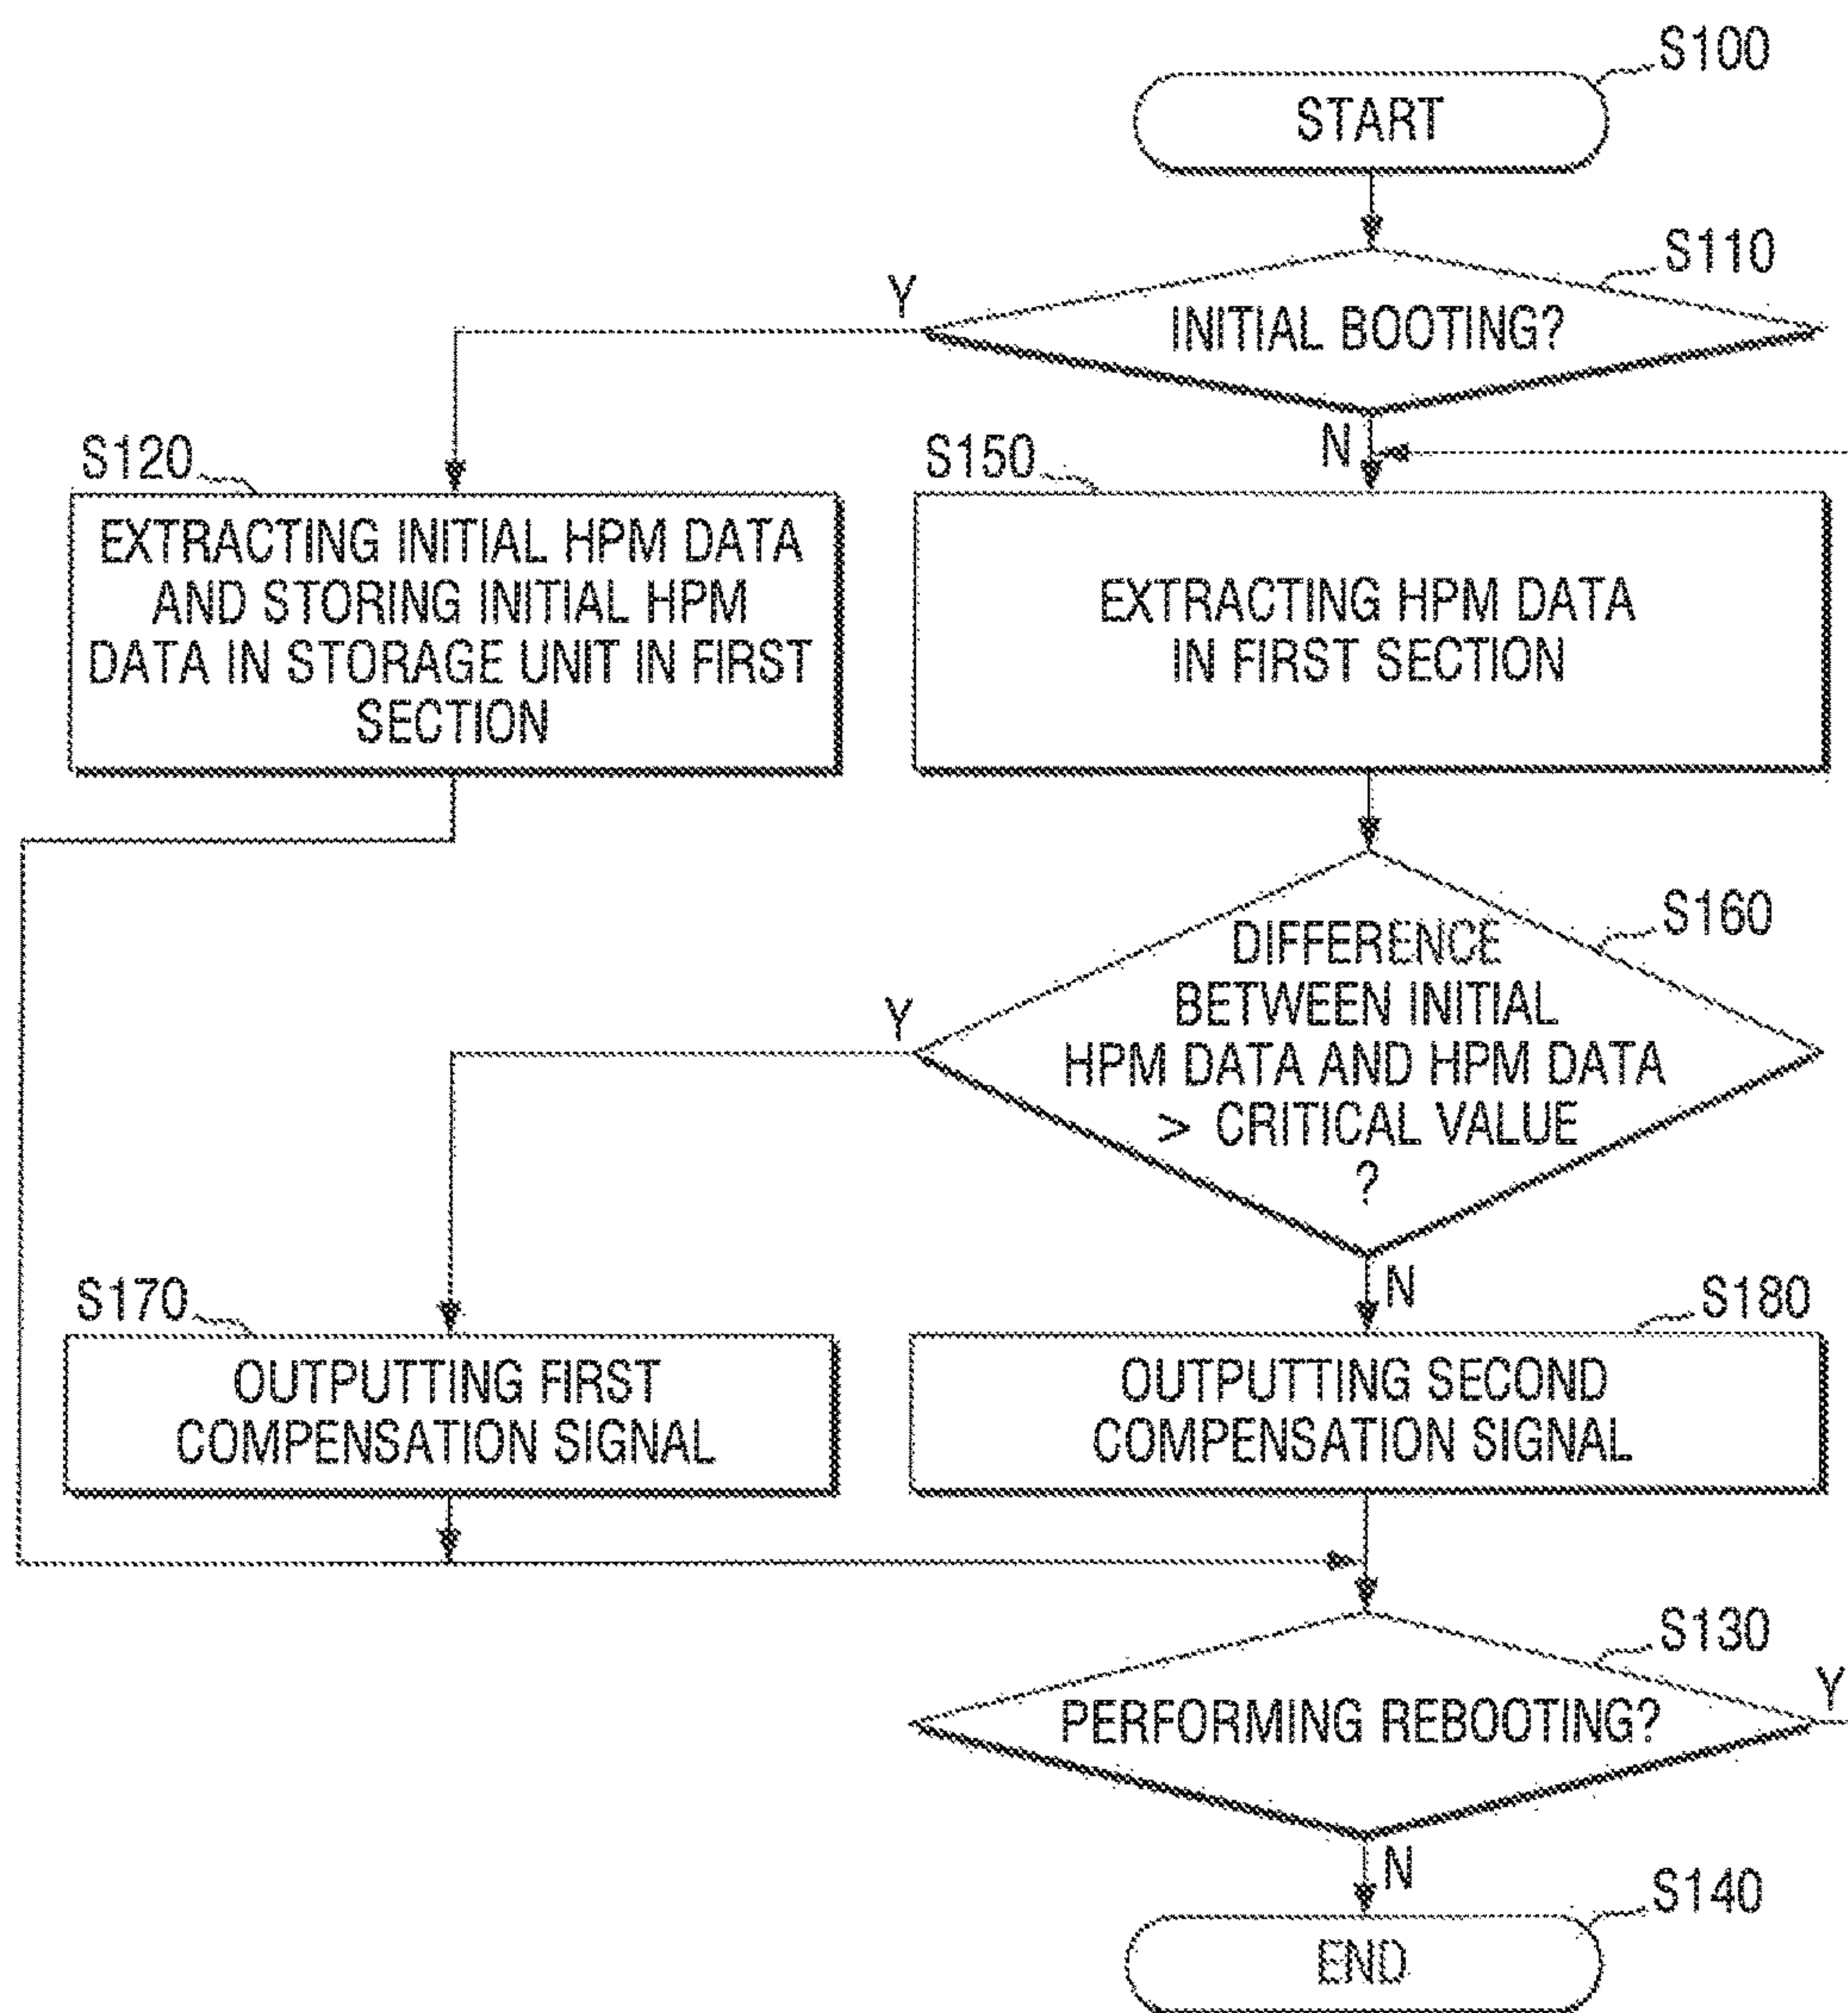 S100
START
S110
Y
INITIAL BOOTING?
N
S120
EXTRACTING INITIAL HPM DATA
AND STORING INITIAL HPM
DATA IN STORAGE UNIT IN FIRST
SECTION
S150
EXTRACTING HPM DATA
IN FIRST SECTION
S160
DIFFERENCE
BETWEEN INITIAL
HPM DATA AND HPM DATA
> CRITICAL VALUE
?
Y
N
S170
OUTPUTTING FIRST
COMPENSATION SIGNAL
S180
OUTPUTTING SECOND
COMPENSATION SIGNAL
S130
PERFORMING REBOOTING?
Y
N
S140
END